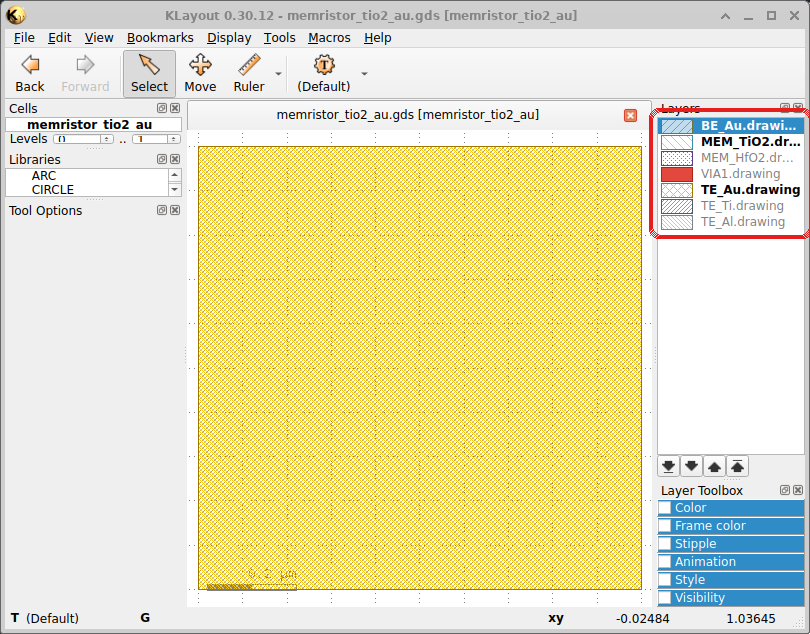 KLayout 0.30.12 - memristor_tio2_au.gds [memristor_tio2_au]
File Edit View Bookmarks Display Tools Macros Help
Back Forward Select Move Ruler (Default)
Cells
memristor_tio2_au
Levels 0 .. 1
Libraries
ARC
CIRCLE
Tool Options
memristor_tio2_au.gds [memristor_tio2_au]
0.2 µm
Layers
BE_Au.drawi...
MEM_TiO2.dr...
MEM_HfO2.dr...
VIA1.drawing
TE_Au.drawing
TE_Ti.drawing
TE_Al.drawing
Layer Toolbox
Color
Frame color
Stipple
Animation
Style
Visibility
T (Default) G xy -0.02484 1.03645